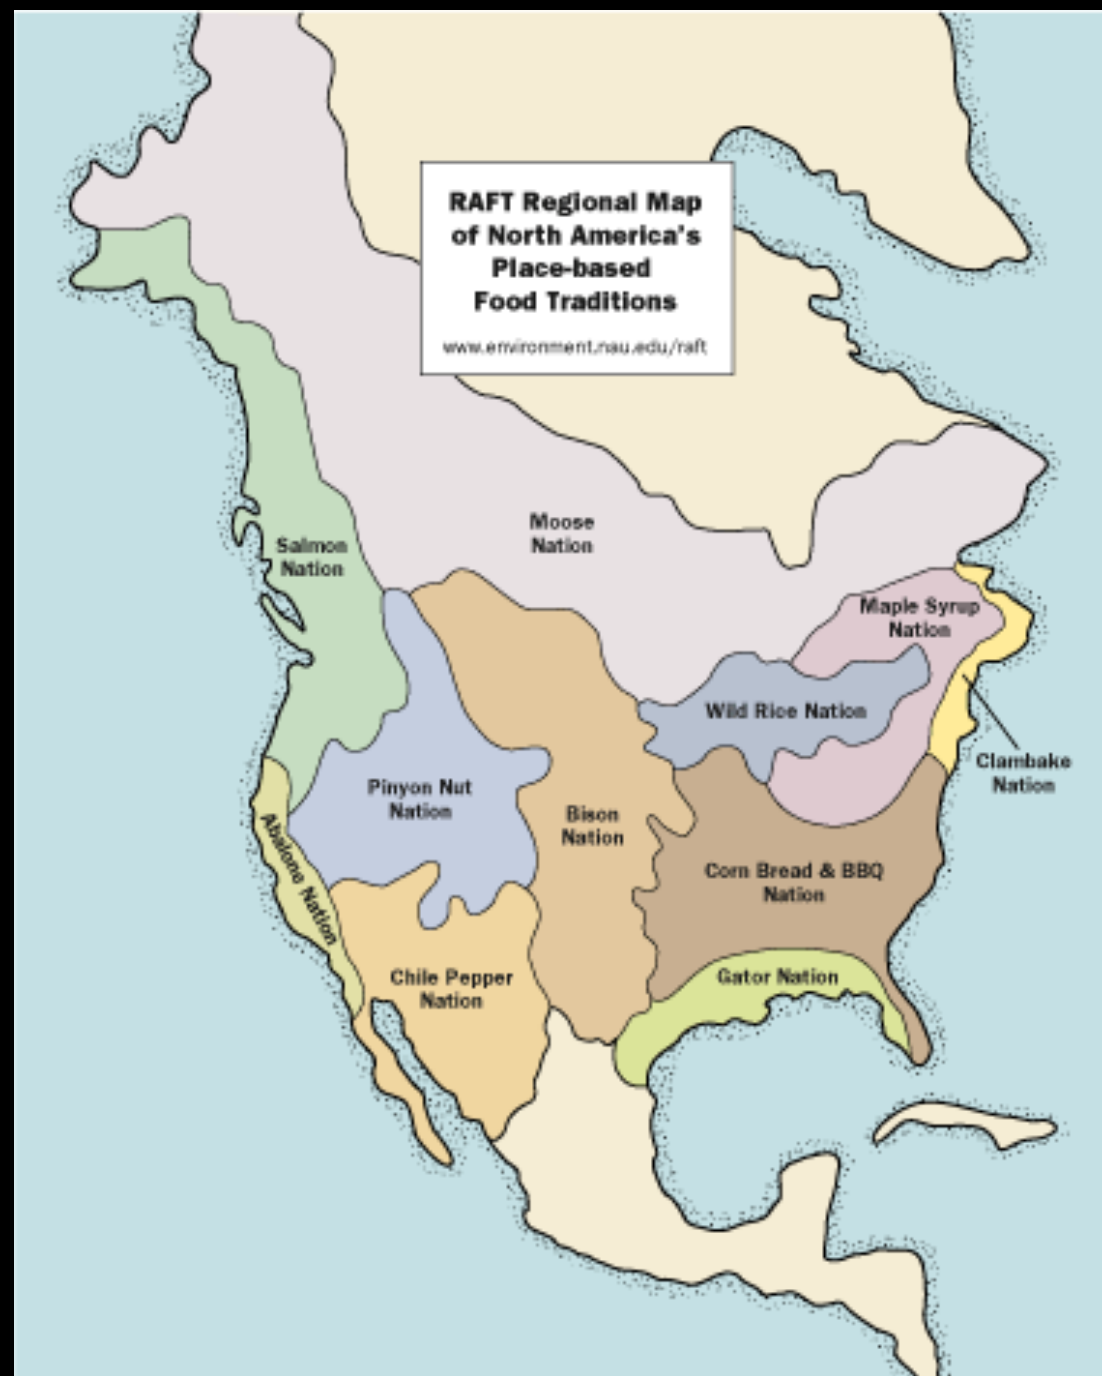 RAFT Regional Map
of North America's
Place-based
Food Traditions
www.environment.nau.edu/raft
Moose
Nation
Salmon
Nation
Maple Syrup
Nation
Wild Rice Nation
Clambake
Nation
Pinyon Nut
Nation
Bison
Nation
Abalone Nation
Corn Bread & BBQ
Nation
Chile Pepper
Nation
Gator Nation